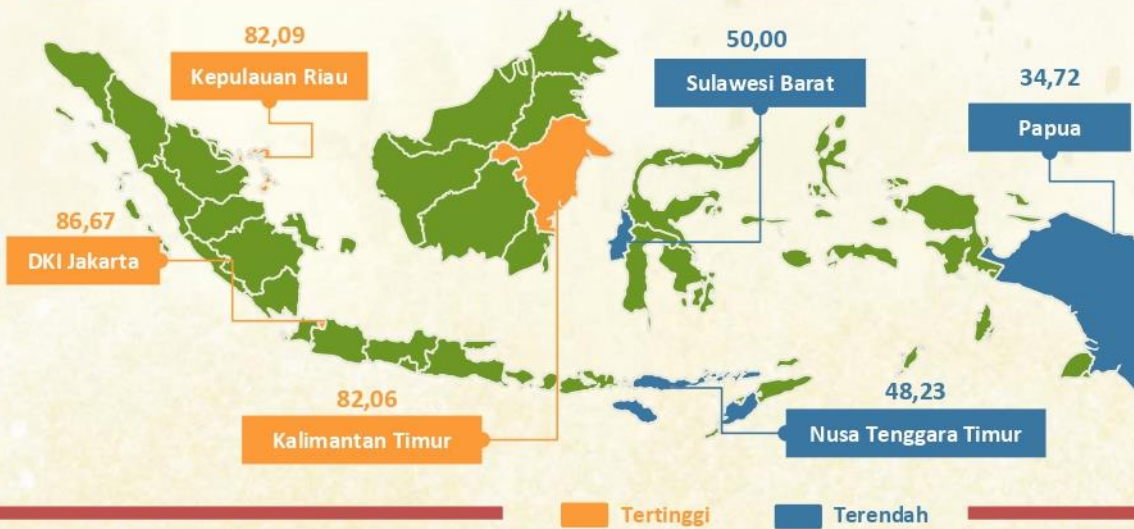 82,09
Kepulauan Riau
50,00
Sulawesi Barat
34,72
Papua
86,67
DKI Jakarta
82,06
Kalimantan Timur
48,23
Nusa Tenggara Timur
Tertinggi
Terendah